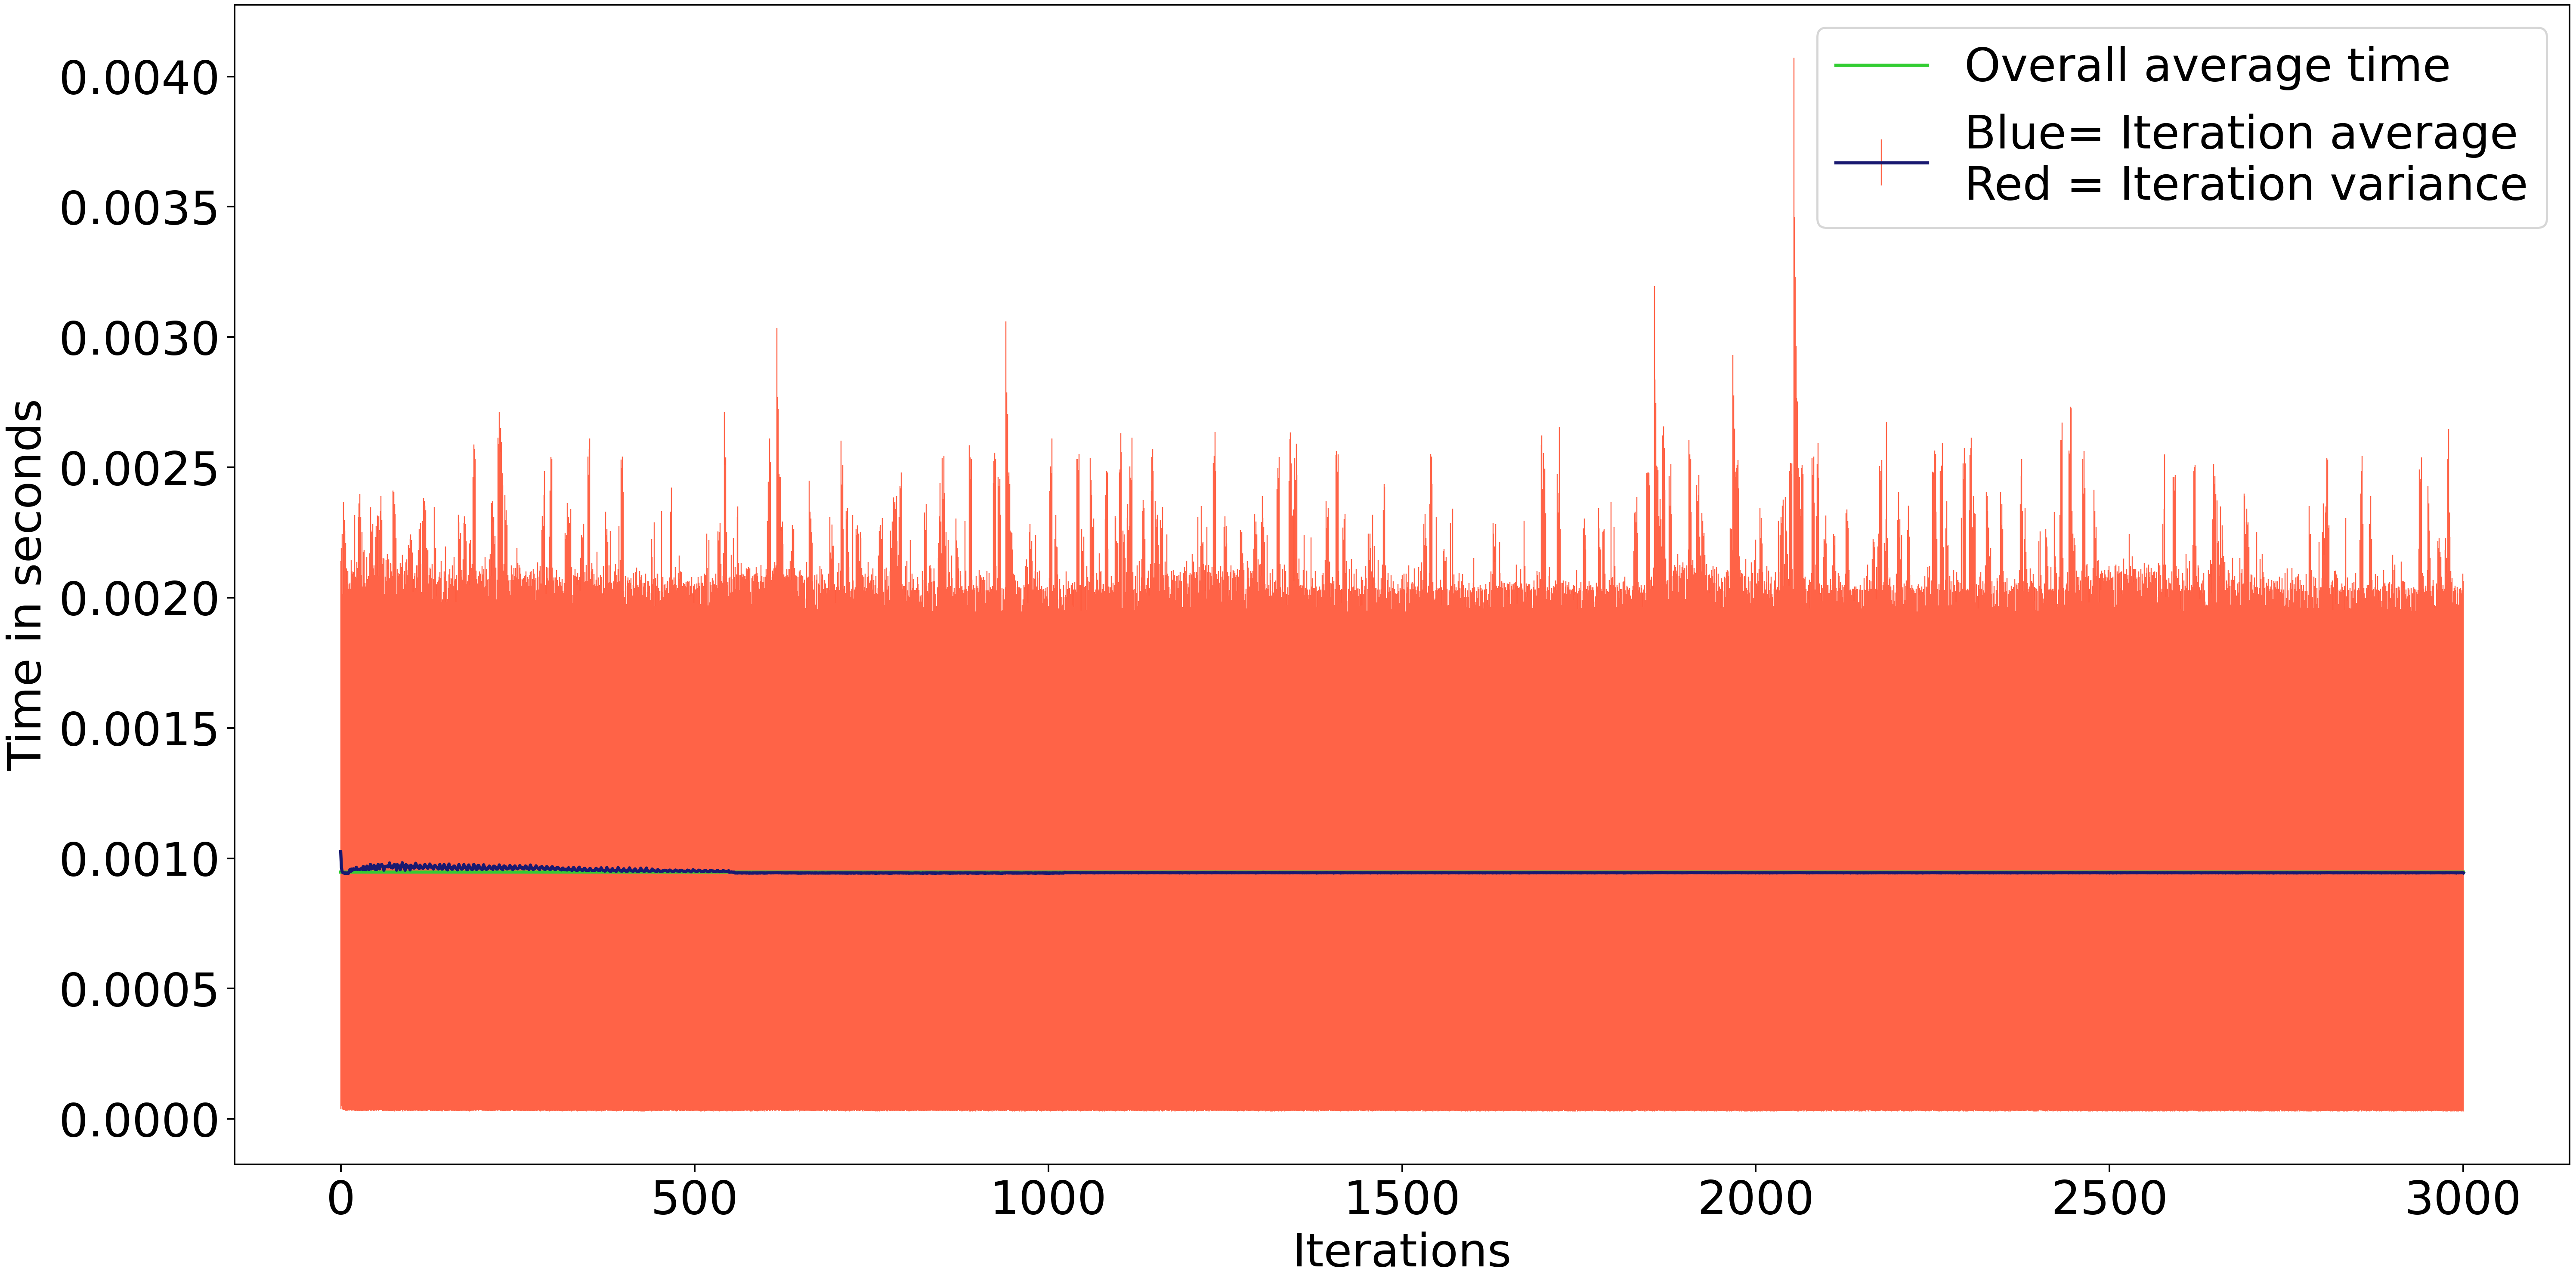 Overall average time
Blue= Iteration average
Red = Iteration variance
Time in seconds
0.0040
0.0035
0.0030
0.0025
0.0020
0.0015
0.0010
0.0005
0.0000
0 500 1000 1500 2000 2500 3000
Iterations